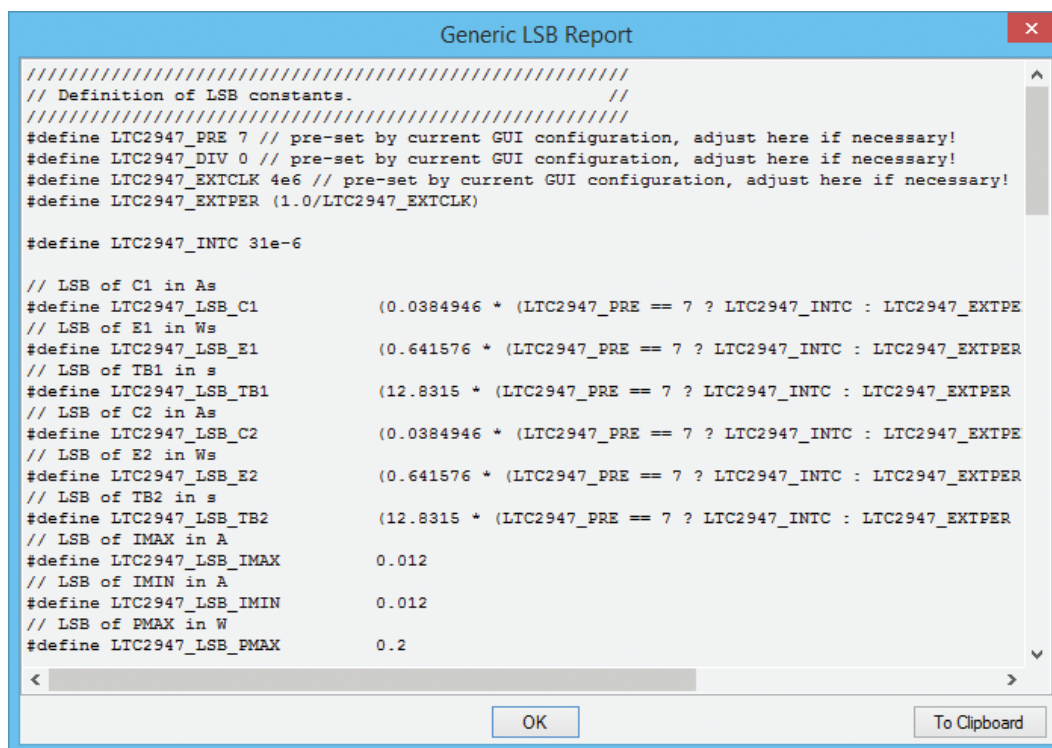 Generic LSB Report
/////////////////////////////////////////////////////////
// Definition of LSB constants. //
/////////////////////////////////////////////////////////
#define LTC2947_PRE 7 // pre-set by current GUI configuration, adjust here if necessary!
#define LTC2947_DIV 0 // pre-set by current GUI configuration, adjust here if necessary!
#define LTC2947_EXTCLK 4e6 // pre-set by current GUI configuration, adjust here if necessary!
#define LTC2947_EXTPER (1.0/LTC2947_EXTCLK)
#define LTC2947_INTC 31e-6
// LSB of C1 in As
#define LTC2947_LSB_C1 (0.0384946 * (LTC2947_PRE == 7 ? LTC2947_INTC : LTC2947_EXTPE
// LSB of E1 in Ws
#define LTC2947_LSB_E1 (0.641576 * (LTC2947_PRE == 7 ? LTC2947_INTC : LTC2947_EXTPER
// LSB of TB1 in s
#define LTC2947_LSB_TB1 (12.8315 * (LTC2947_PRE == 7 ? LTC2947_INTC : LTC2947_EXTPER
// LSB of C2 in As
#define LTC2947_LSB_C2 (0.0384946 * (LTC2947_PRE == 7 ? LTC2947_INTC : LTC2947_EXTPE
// LSB of E2 in Ws
#define LTC2947_LSB_E2 (0.641576 * (LTC2947_PRE == 7 ? LTC2947_INTC : LTC2947_EXTPER
// LSB of TB2 in s
#define LTC2947_LSB_TB2 (12.8315 * (LTC2947_PRE == 7 ? LTC2947_INTC : LTC2947_EXTPER
// LSB of IMAX in A
#define LTC2947_LSB_IMAX 0.012
// LSB of IMIN in A
#define LTC2947_LSB_IMIN 0.012
// LSB of PMAX in W
#define LTC2947_LSB_PMAX 0.2
OK To Clipboard